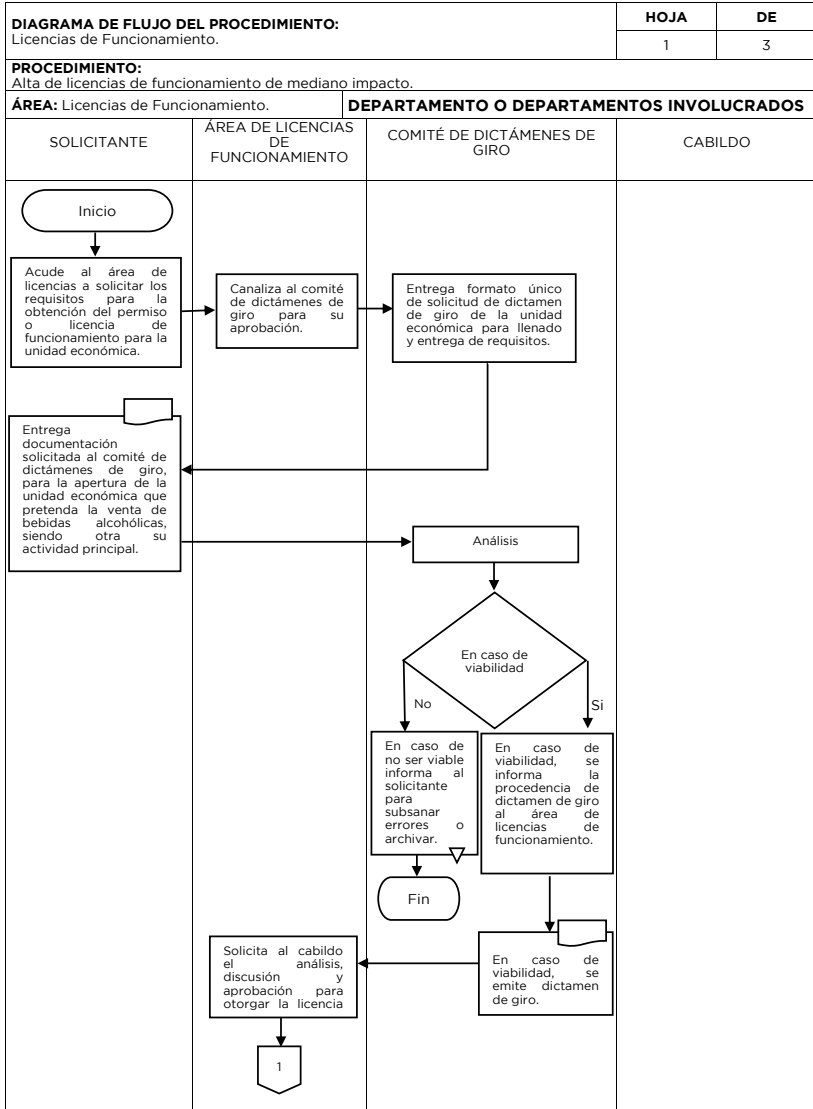 DIAGRAMA DE FLUJO DEL PROCEDIMIENTO:
Licencias de Funcionamiento.
HOJA
DE
1
3
PROCEDIMIENTO:
Alta de licencias de funcionamiento de mediano impacto.
ÁREA: Licencias de Funcionamiento.
DEPARTAMENTO O DEPARTAMENTOS INVOLUCRADOS
SOLICITANTE
ÁREA DE LICENCIAS
DE
FUNCIONAMIENTO
COMITÉ DE DICTÁMENES DE
GIRO
CABILDO
Inicio
Acude al área de
licencias a solicitar los
requisitos para la
obtención del permiso
o licencia de
funcionamiento para la
unidad económica.
Canaliza al comité
de dictámenes de
giro para su
aprobación.
Entrega formato único
de solicitud de dictamen
de giro de la unidad
económica para llenado
y entrega de requisitos.
Entrega
documentación
solicitada al comité de
dictámenes de giro,
para la apertura de la
unidad económica que
pretenda la venta de
bebidas alcohólicas,
siendo otra su
actividad principal.
Análisis
En caso de
viabilidad
No
Si
En caso de
no ser viable
informa al
solicitante
para
subsanar
errores o
archivar.
En caso de
viabilidad, se
informa la
procedencia de
dictamen de giro
al área de
licencias de
funcionamiento.
Fin
En caso de
viabilidad, se
emite dictamen
de giro.
Solicita al cabildo
el análisis,
discusión y
aprobación para
otorgar la licencia
1